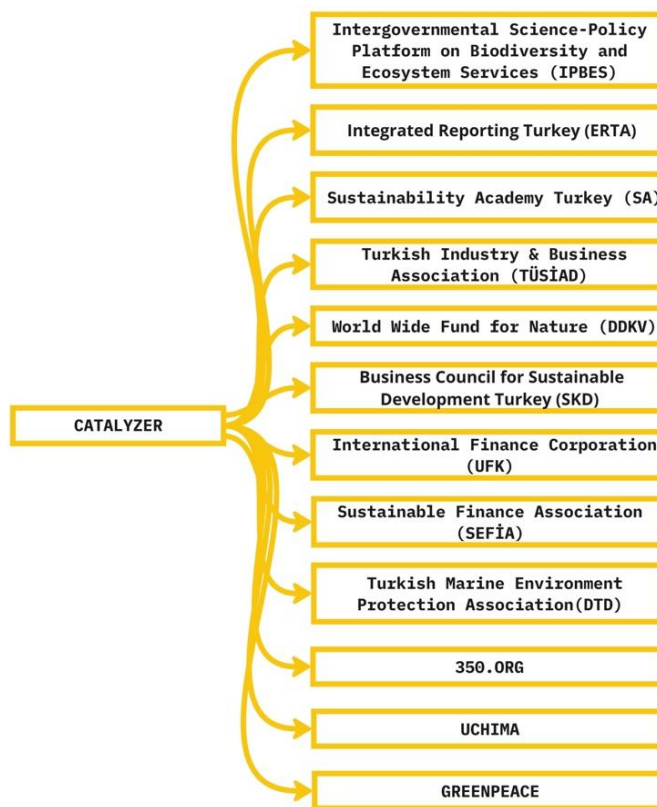 Intergovernmental Science-Policy
Platform on Biodiversity and
Ecosystem Services (IPBES)
Integrated Reporting Turkey (ERTA)
Sustainability Academy Turkey (SA)
Turkish Industry & Business
Association (TÜSİAD)
World Wide Fund for Nature (DDKV)
Business Council for Sustainable
Development Turkey (SKD)
CATALYZER
International Finance Corporation
(UFK)
Sustainable Finance Association
(SEFİA)
Turkish Marine Environment
Protection Association(DTD)
350.ORG
UCHIMA
GREENPEACE